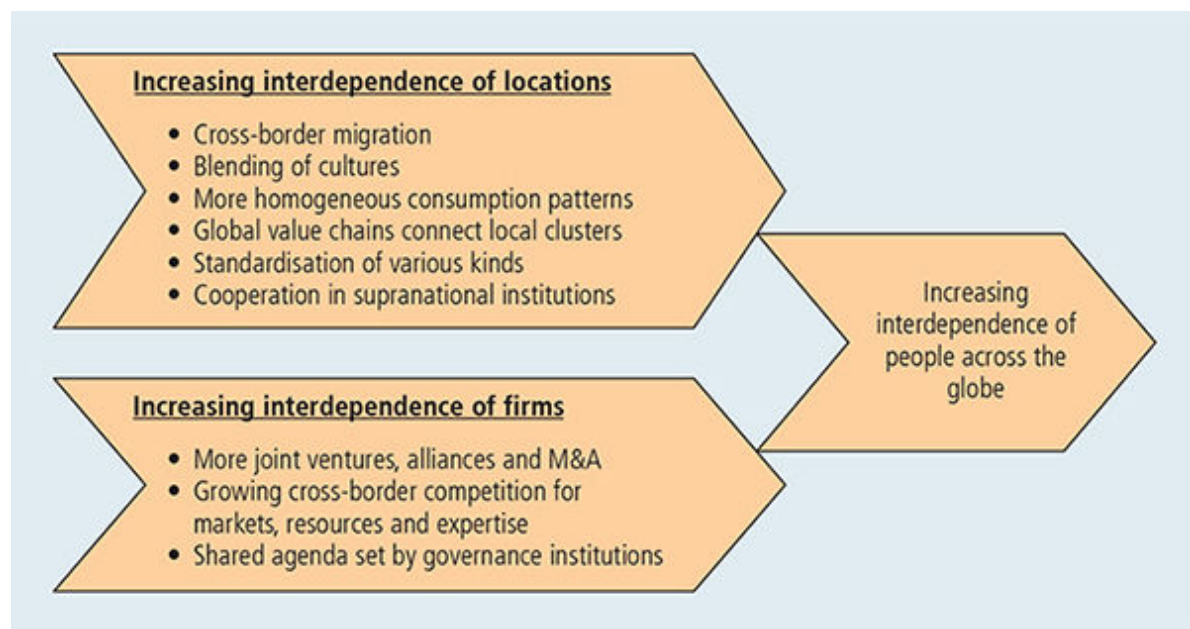 Increasing interdependence of locations
• Cross-border migration
• Blending of cultures
• More homogeneous consumption patterns
• Global value chains connect local clusters
• Standardisation of various kinds
• Cooperation in supranational institutions
Increasing interdependence of firms
• More joint ventures, alliances and M&A
• Growing cross-border competition for
markets, resources and expertise
• Shared agenda set by governance institutions
Increasing
interdependence of
people across the
globe